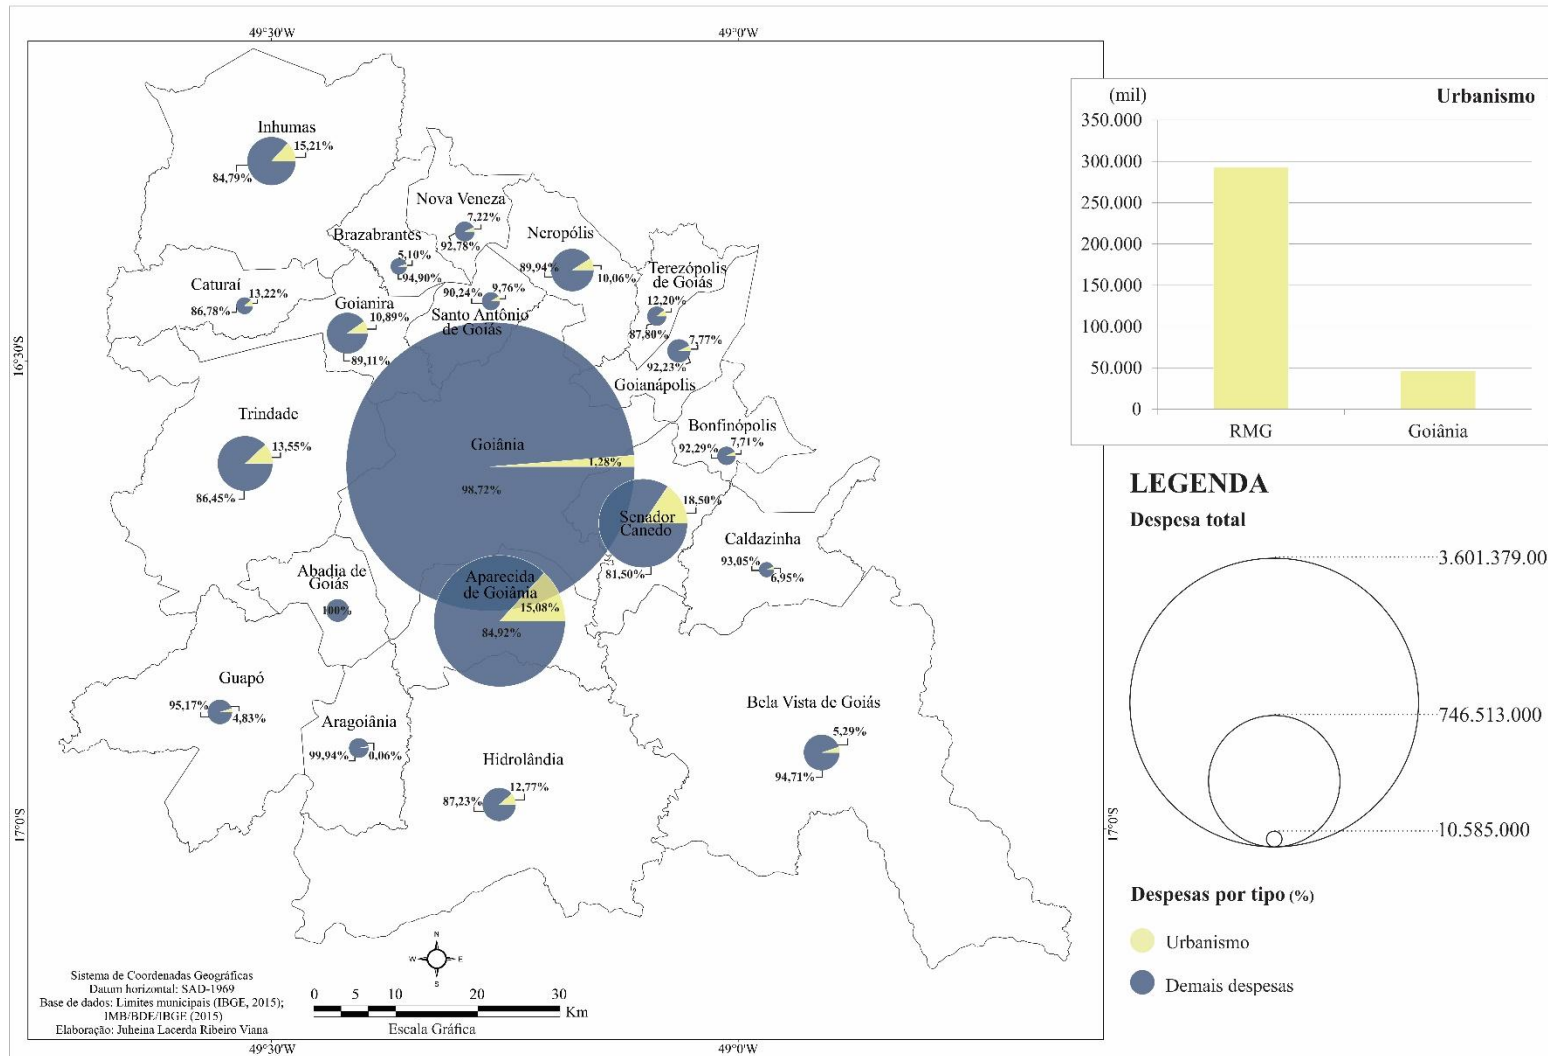 49°30'W
49°0'W
Inhumas
15,21%
84,79%
Nova Veneza
7,22%
92,78%
Brazabrantes
5,10%
94,90%
Neropólis
89,94%
10,06%
Terezópolis
de Goiás
12,20%
87,80%
Caturaí
13,22%
86,78%
Goianira
10,89%
89,11%
90,24%
9,76%
Santo Antônio
de Goiás
7,77%
92,23%
Goianápolis
16°30'S
Trindade
13,55%
86,45%
Goiânia
1,28%
98,72%
Bonfinópolis
92,29%
7,71%
Senador
Canedo
18,50%
81,50%
Caldazinha
93,05%
6,95%
Abadia de
Goiás
100%
Aparecida
de Goiânia
15,08%
84,92%
Guapó
95,17%
4,83%
Aragoiânia
99,94%
0,06%
Hidrolândia
12,77%
87,23%
Bela Vista de Goiás
5,29%
94,71%
17°0'S
17°0'S
N
W
E
S
Sistema de Coordenadas Geográficas
Datum horizontal: SAD-1969
Base de dados: Limites municipais (IBGE, 2015);
IMB/BDE/IBGE (2015)
Elaboração: Juheina Lacerda Ribeiro Viana
0 5 10 20 30
Km
Escala Gráfica
49°30'W
49°0'W
(mil)
Urbanismo
350.000
300.000
250.000
200.000
150.000
100.000
50.000
0
RMG
Goiânia
LEGENDA
Despesa total
3.601.379.00
746.513.000
10.585.000
Despesas por tipo (%)
Urbanismo
Demais despesas